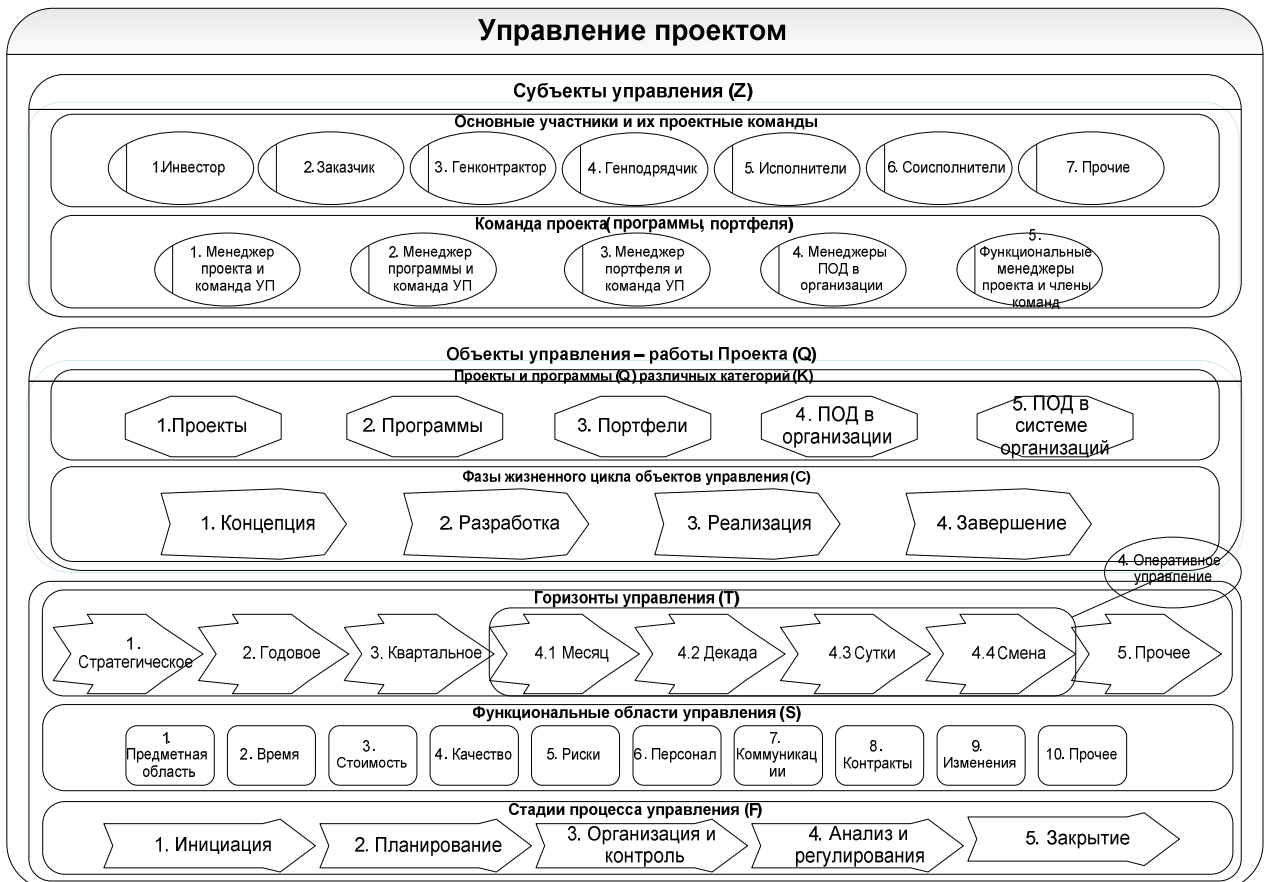 Управление проектом
Субъекты управления (Z)
Основные участники и их проектные команды
1.Инвестор
2. Заказчик
3. Генконтрактор
4. Генподрядчик
5. Исполнители
6. Соисполнители
7. Прочие
Команда проекта( программы, портфеля)
1. Менеджер
проекта и
команда УП
2. Менеджер
программы и
команда УП
3. Менеджер
портфеля и
команда УП
4. Менеджеры
ПОД в
организации
5.
Функциональные
менеджеры
проекта и члены
команд
Объекты управления – работы Проекта (Q)
Проекты и программы (Q) различных категорий (K)
1.Проекты
2. Программы
3. Портфели
4. ПОД в
организации
5. ПОД в
системе
организаций
Фазы жизненного цикла объектов управления (C)
1. Концепция
2. Разработка
3. Реализация
4. Завершение
4. Оперативное
управление
Горизонты управления (T)
1.
Стратегическое
2. Годовое
3. Квартальное
4.1 Месяц
4.2 Декада
4.3 Сутки
4.4 Смена
5. Прочее
Функциональные области управления (S)
1.
Предметная
область
2. Время
3.
Стоимость
4. Качество
5. Риски
6. Персонал
7.
Коммуникац
ии
8.
Контракты
9.
Изменения
10. Прочее
Стадии процесса управления (F)
1. Инициация
2. Планирование
3. Организация и
контроль
4. Анализ и
регулирования
5. Закрытие